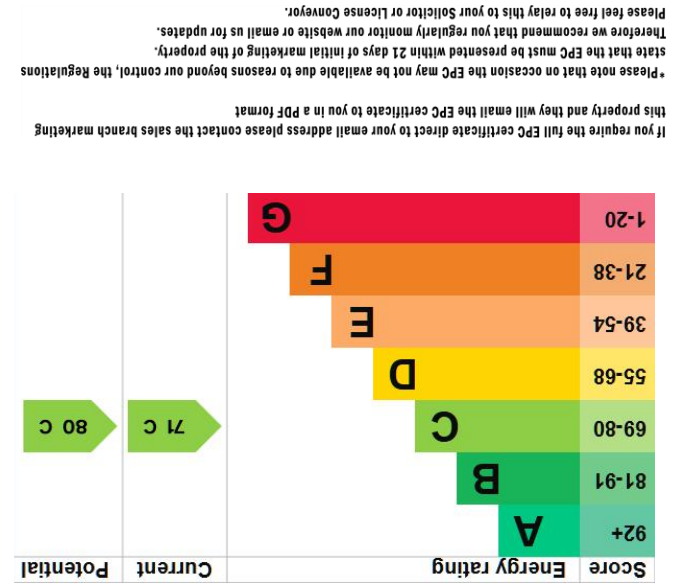 Score Energy rating Current Potential
92+ A
81-91 B
69-80 C 71 C 80 C
55-68 D
39-54 E
21-38 F
1-20 G
If you require the full EPC certificate direct to your email address please contact the sales branch marketing
this property and they will email the EPC certificate to you in a PDF format
*Please note that on occasion the EPC may not be available due to reasons beyond our control, the Regulations
state that the EPC must be presented within 21 days of initial marketing of the property.
Therefore we recommend that you regularly monitor our website or email us for updates.
Please feel free to relay this to your Solicitor or License Conveyor.